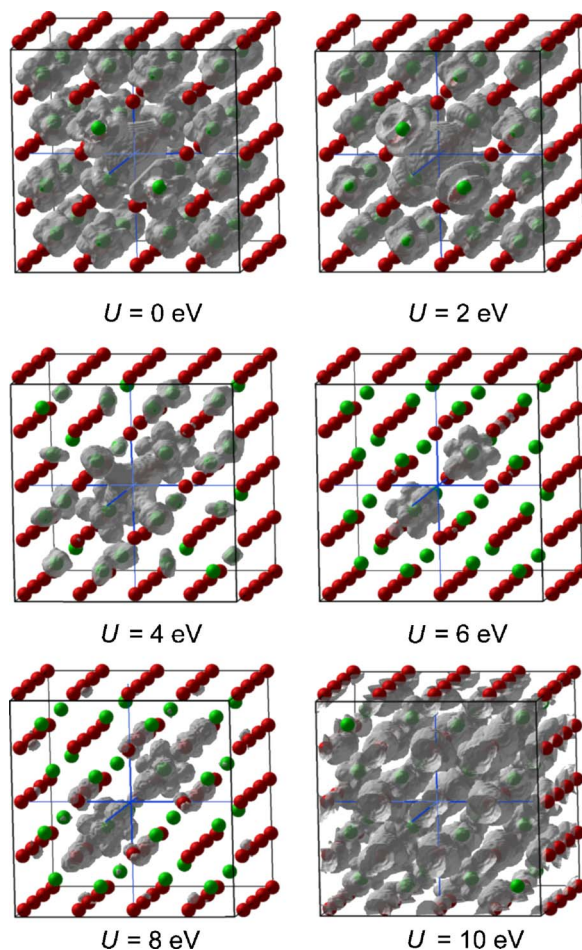 U = 0 eV
U = 2 eV
U = 4 eV
U = 6 eV
U = 8 eV
U = 10 eV